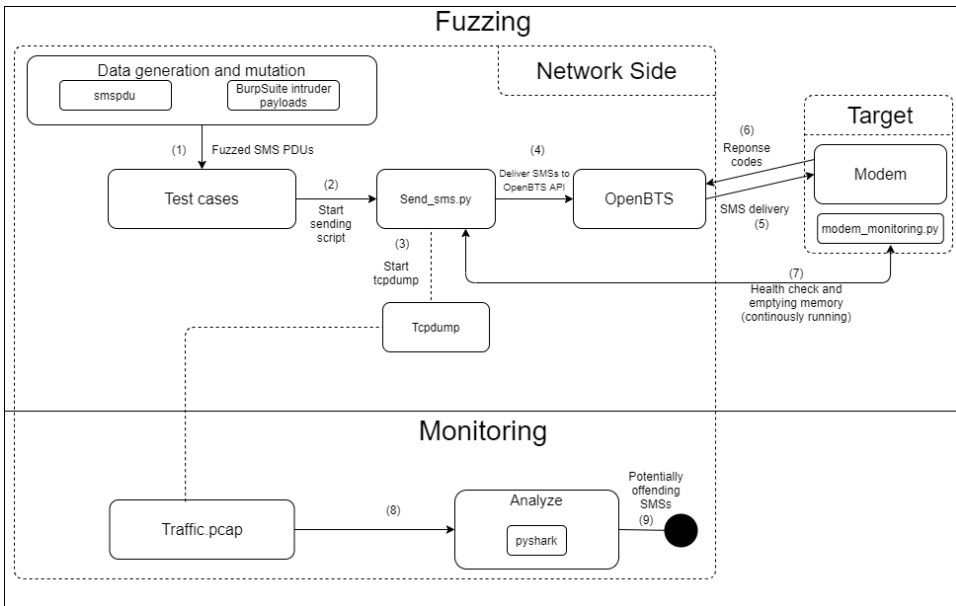 Fuzzing
Network Side
Data generation and mutation
smspdu
BurpSuite intruder
payloads
(1)
Fuzzed SMS PDUs
Test cases
(2)
Start
sending
script
Send_sms.py
(3)
Start
tcpdump
Tcpdump
(4)
Deliver SMSs to
OpenBTS API
OpenBTS
(6)
Reponse
codes
SMS delivery
(5)
Target
Modem
modem_monitoring.py
(7)
Health check and
emptying memory
(continously running)
Monitoring
Traffic.pcap
(8)
Analyze
pyshark
Potentially
offending
SMSs
(9)